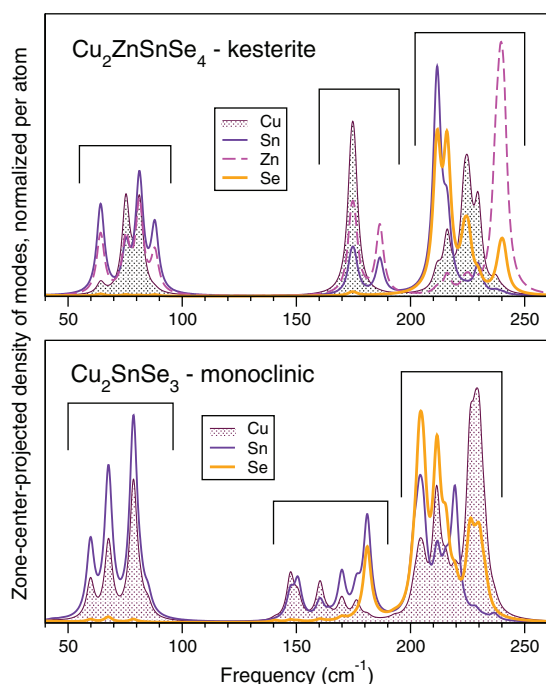 Zone-center-projected density of modes, normalized per atom
Cu₂ZnSnSe₄ - kesterite
Cu
Sn
Zn
Se
50 100 150 200 250
Cu₂SnSe₃ - monoclinic
Cu
Sn
Se
50 100 150 200 250
Frequency (cm⁻¹)